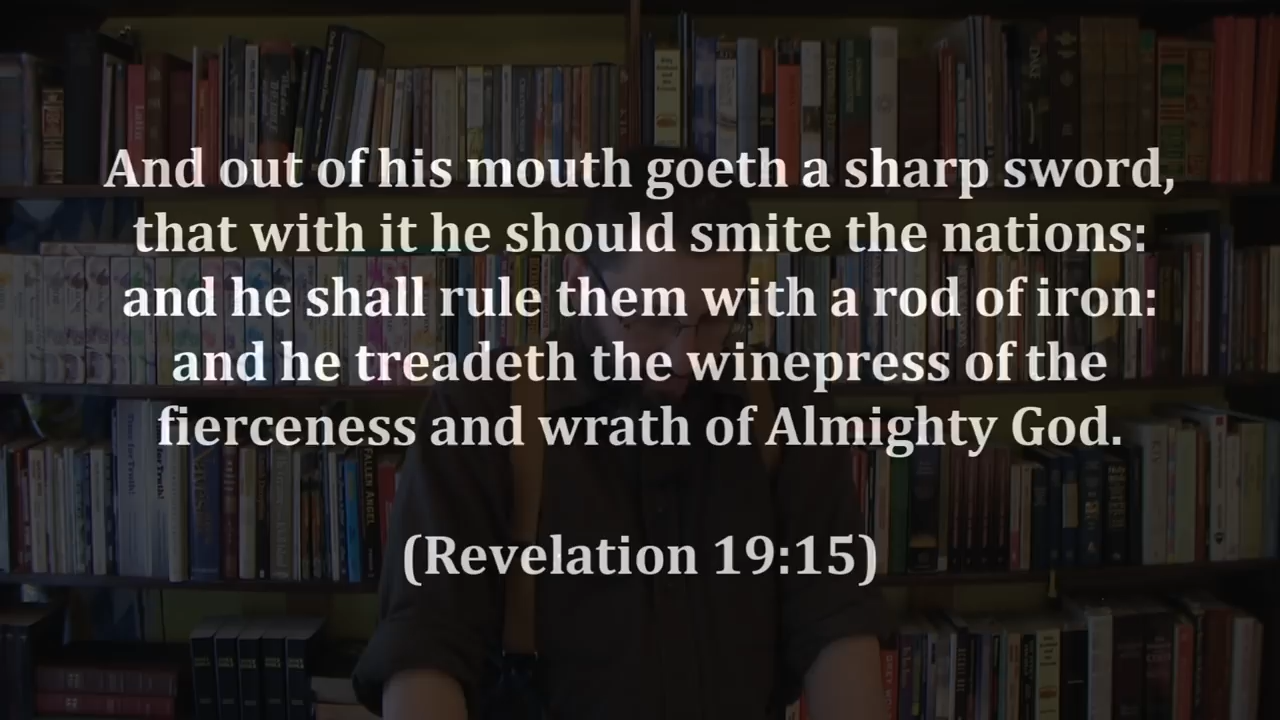 And out of his mouth goeth a sharp sword,
that with it he should smite the nations:
and he shall rule them with a rod of iron:
and he treadeth the winepress of the
fierceness and wrath of Almighty God.
(Revelation 19:15)
FALLEN ANGEL